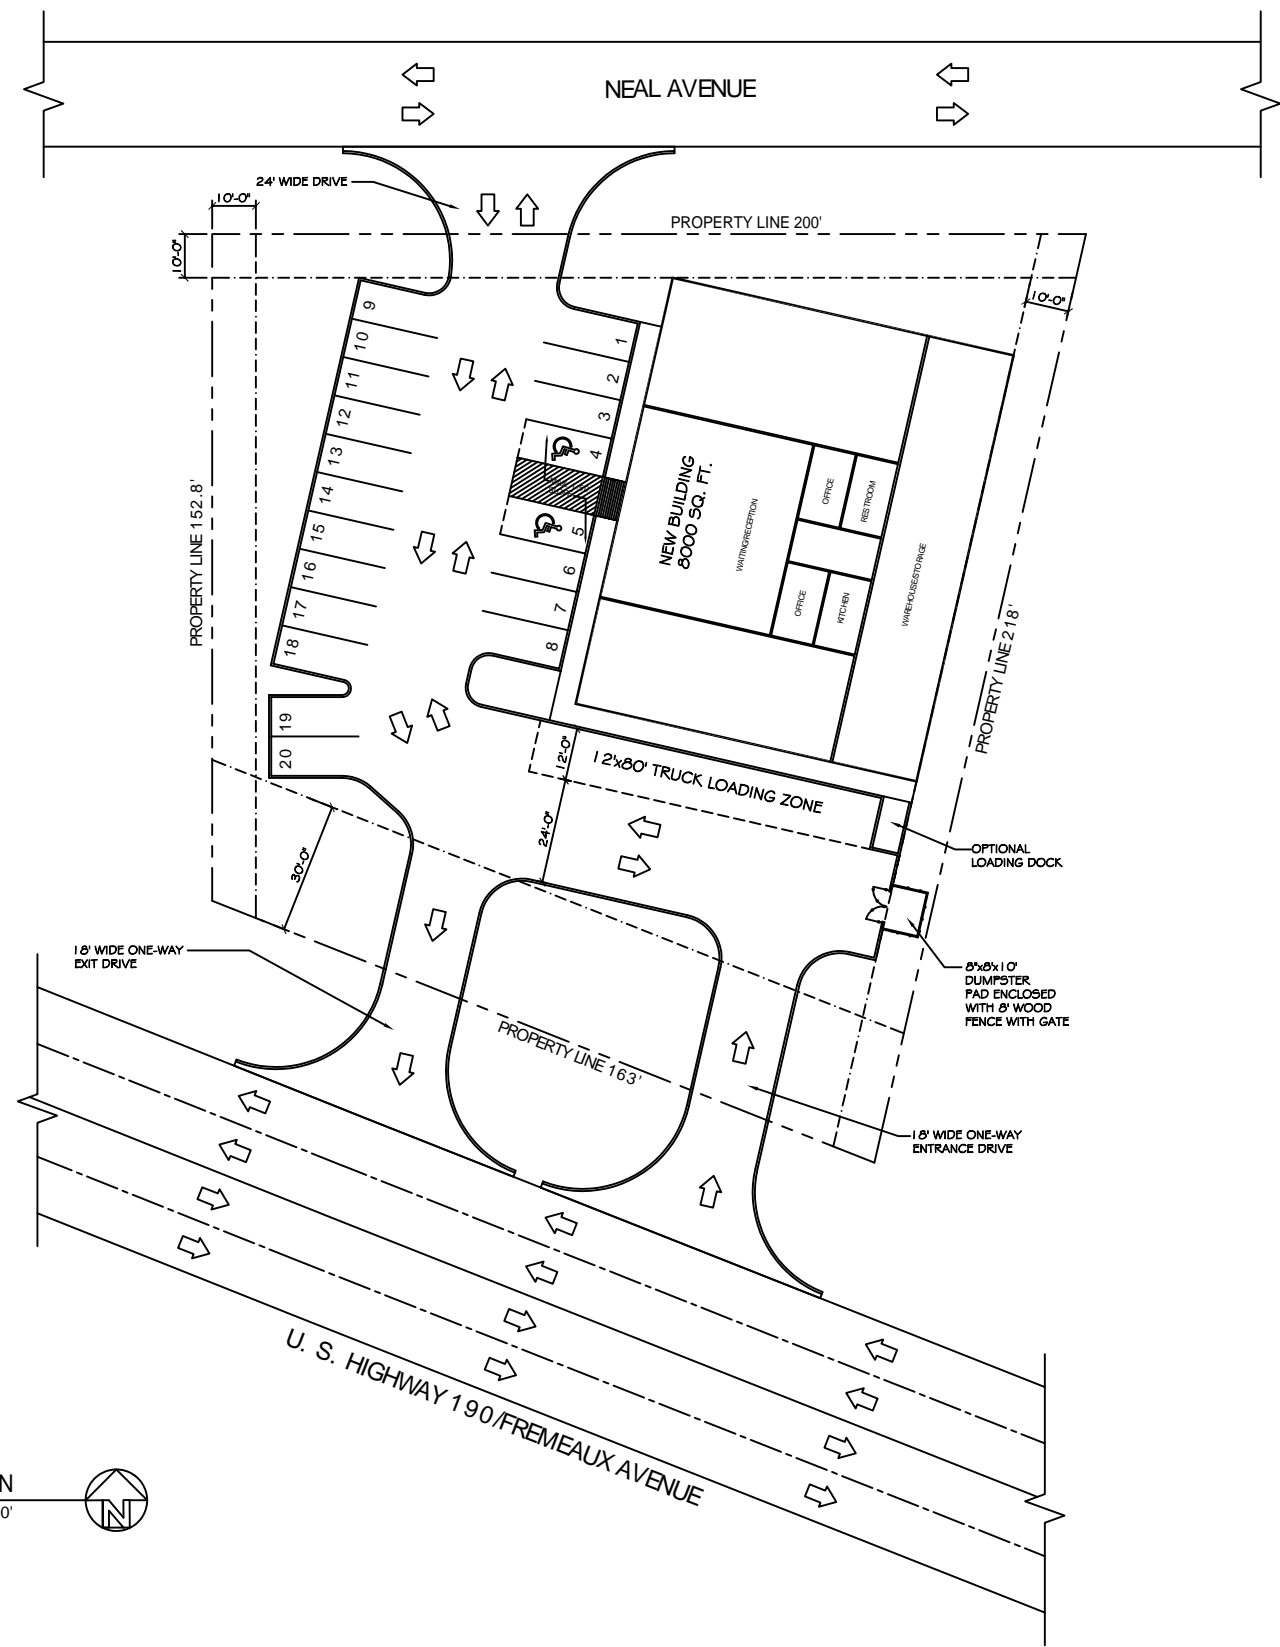 NEAL AVENUE
24' WIDE DRIVE
10'-0"
PROPERTY LINE 200'
10'-0"
10'-0"
9
10
11
12
13
14
15
16
17
18
19
20
1
2
3
4
5
6
7
8
NEW BUILDING
8000 SQ. FT.
WAITING/RECEPTION
OFFICE
RESTROOM
OFFICE
KITCHEN
WAREHOUSE/STORAGE
PROPERTY LINE 152.8'
PROPERTY LINE 218'
12'-0"
12'x80' TRUCK LOADING ZONE
24'-0"
OPTIONAL
LOADING DOCK
30'-0"
18' WIDE ONE-WAY
EXIT DRIVE
8"x8'x10'
DUMPSTER
PAD ENCLOSED
WITH 8' WOOD
FENCE WITH GATE
PROPERTY LINE 163'
18' WIDE ONE-WAY
ENTRANCE DRIVE
U. S. HIGHWAY 190/FREMEAUX AVENUE
N
0'
N